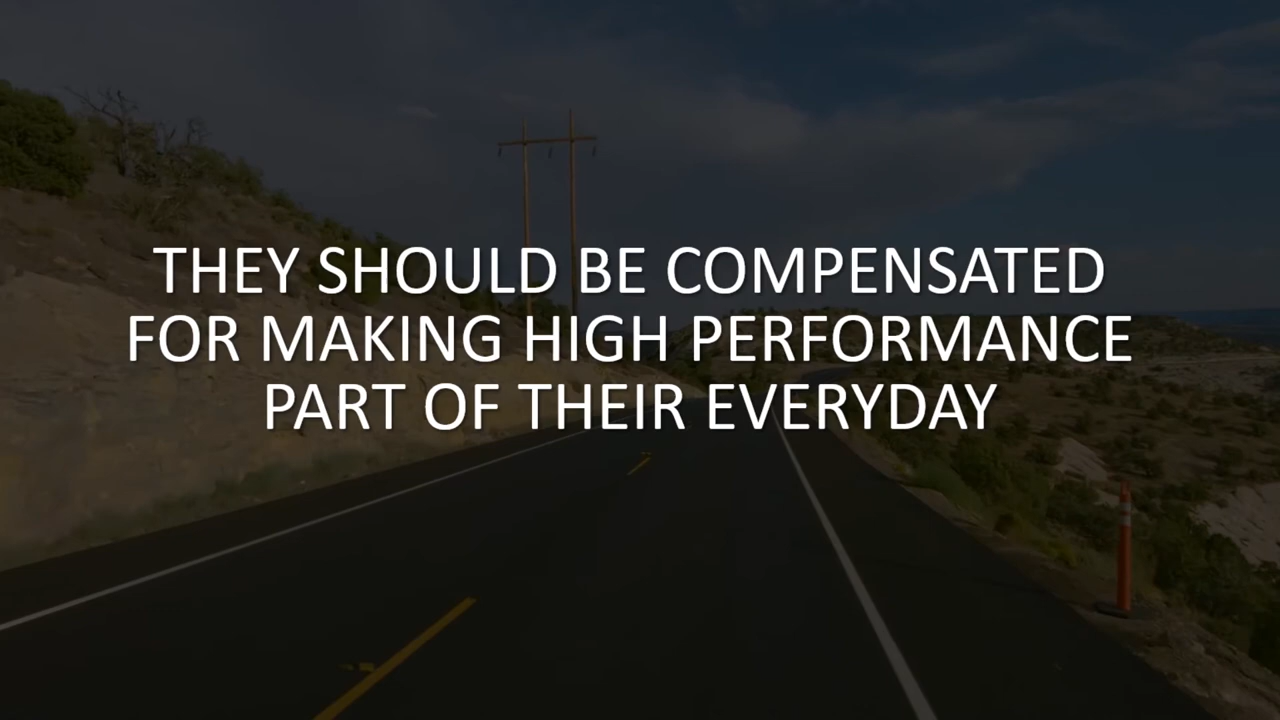 THEY SHOULD BE COMPENSATED
FOR MAKING HIGH PERFORMANCE
PART OF THEIR EVERYDAY